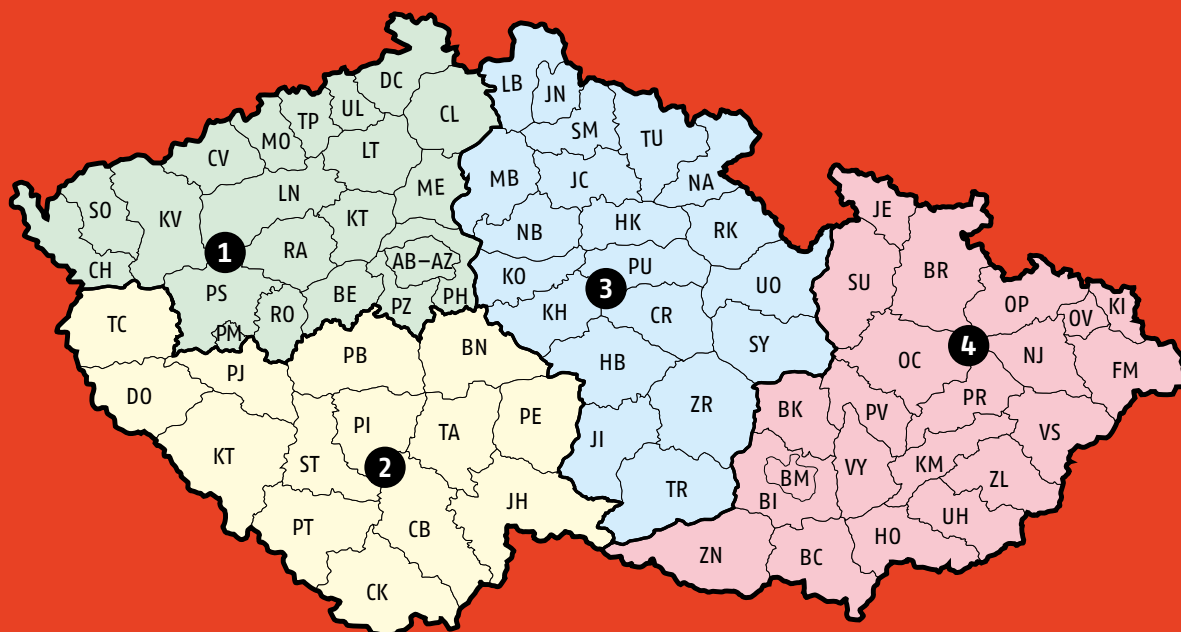 DC
LB
JN
UL
TP
CL
MO
SM
TU
CV
LT
MB
JC
NA
ME
LN
SO
KV
KT
JE
HK
RK
NB
RA
1
AB–AZ
PU
CH
KO
BR
SU
UO
3
PS
BE
PH
PZ
RO
KH
CR
OP
KI
OV
TC
PM
BN
PB
SY
4
NJ
OC
HB
FM
PJ
DO
PR
ZR
BK
PV
PE
PI
TA
JI
VS
KT
ST
2
VY
KM
BM
ZL
TR
JH
BI
UH
PT
CB
HO
ZN
BC
CK